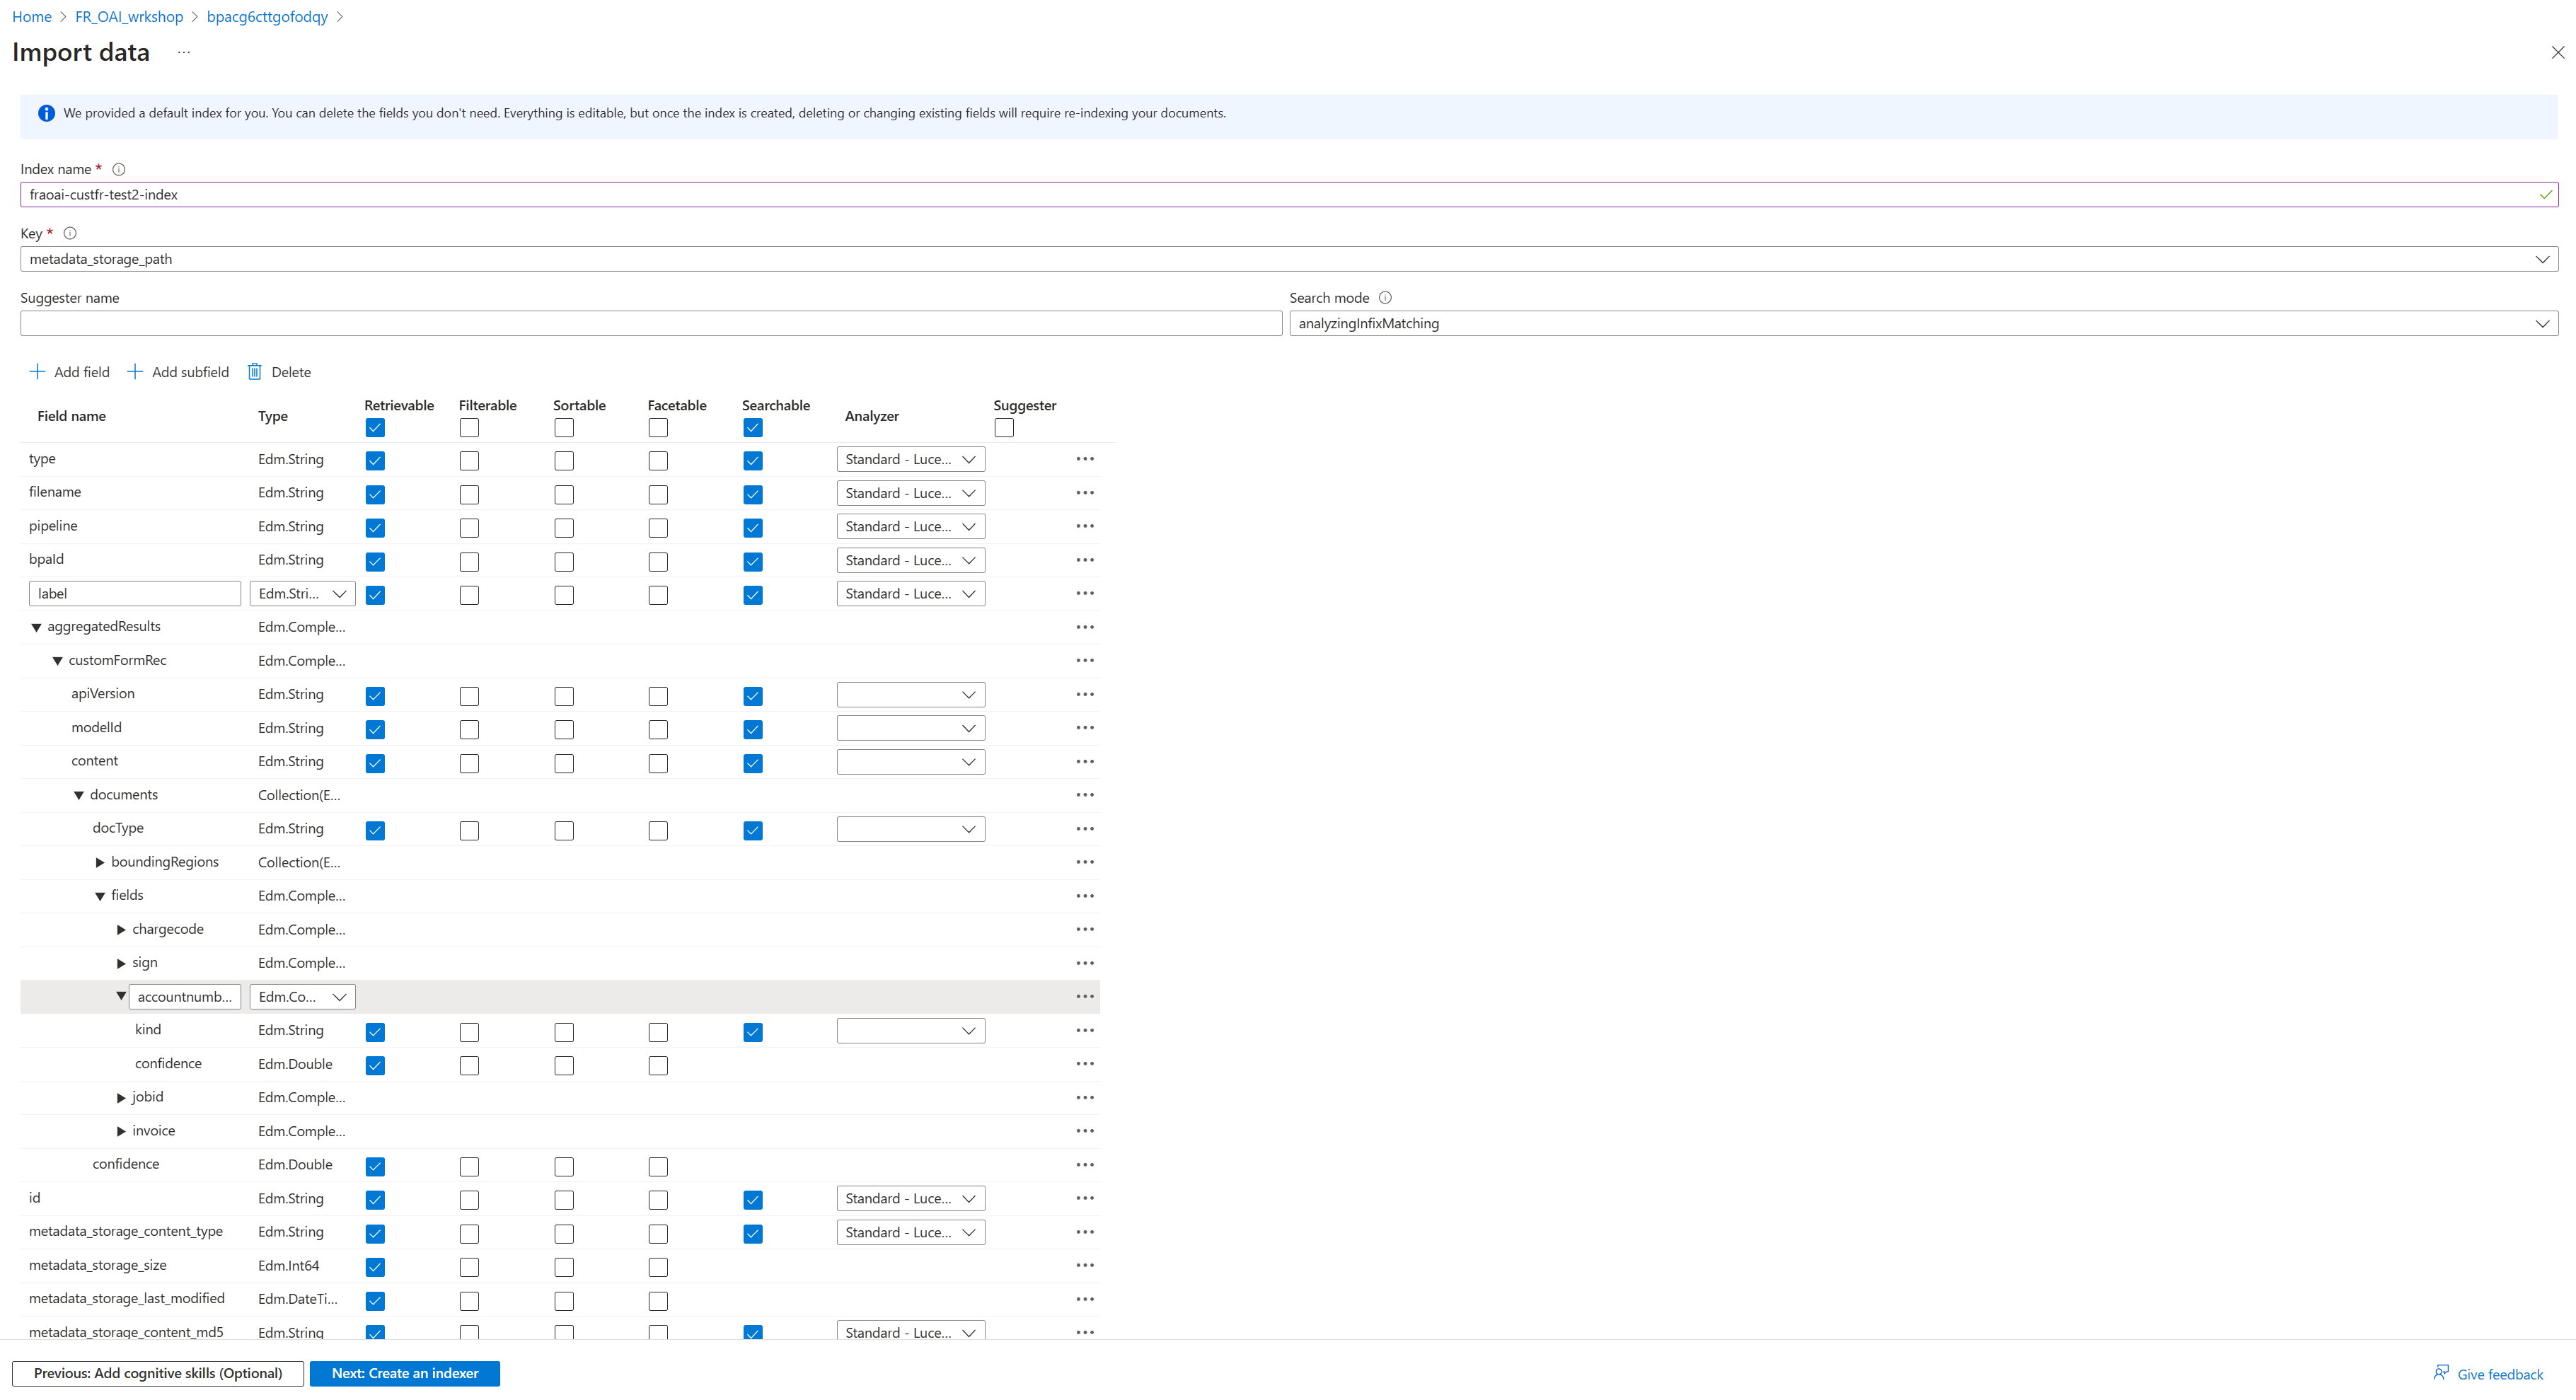 Home > FR_OAI_wrkshop > bpacg6cttgofodqy >
Import data ...
We provided a default index for you. You can delete the fields you don't need. Everything is editable, but once the index is created, deleting or changing existing fields will require re-indexing your documents.
Index name *
fraoai-custfr-test2-index
Key *
metadata_storage_path
Suggester name Search mode
analyzingInfixMatching
Add field Add subfield Delete
Field name Type Retrievable Filterable Sortable Facetable Searchable Analyzer Suggester
type Edm.String Standard - Luce...
filename Edm.String Standard - Luce...
pipeline Edm.String Standard - Luce...
bpaId Edm.String Standard - Luce...
label Edm.Stri... Standard - Luce...
aggregatedResults Edm.Comple...
customFormRec Edm.Comple...
apiVersion Edm.String
modelId Edm.String
content Edm.String
documents Collection(E...
docType Edm.String
boundingRegions Collection(E...
fields Edm.Comple...
chargecode Edm.Comple...
sign Edm.Comple...
accountnumb... Edm.Co...
kind Edm.String
confidence Edm.Double
jobid Edm.Comple...
invoice Edm.Comple...
confidence Edm.Double
id Edm.String Standard - Luce...
metadata_storage_content_type Edm.String Standard - Luce...
metadata_storage_size Edm.Int64
metadata_storage_last_modified Edm.DateTi...
metadata_storage_content_md5 Edm.String Standard - Luce...
Previous: Add cognitive skills (Optional) Next: Create an indexer Give feedback